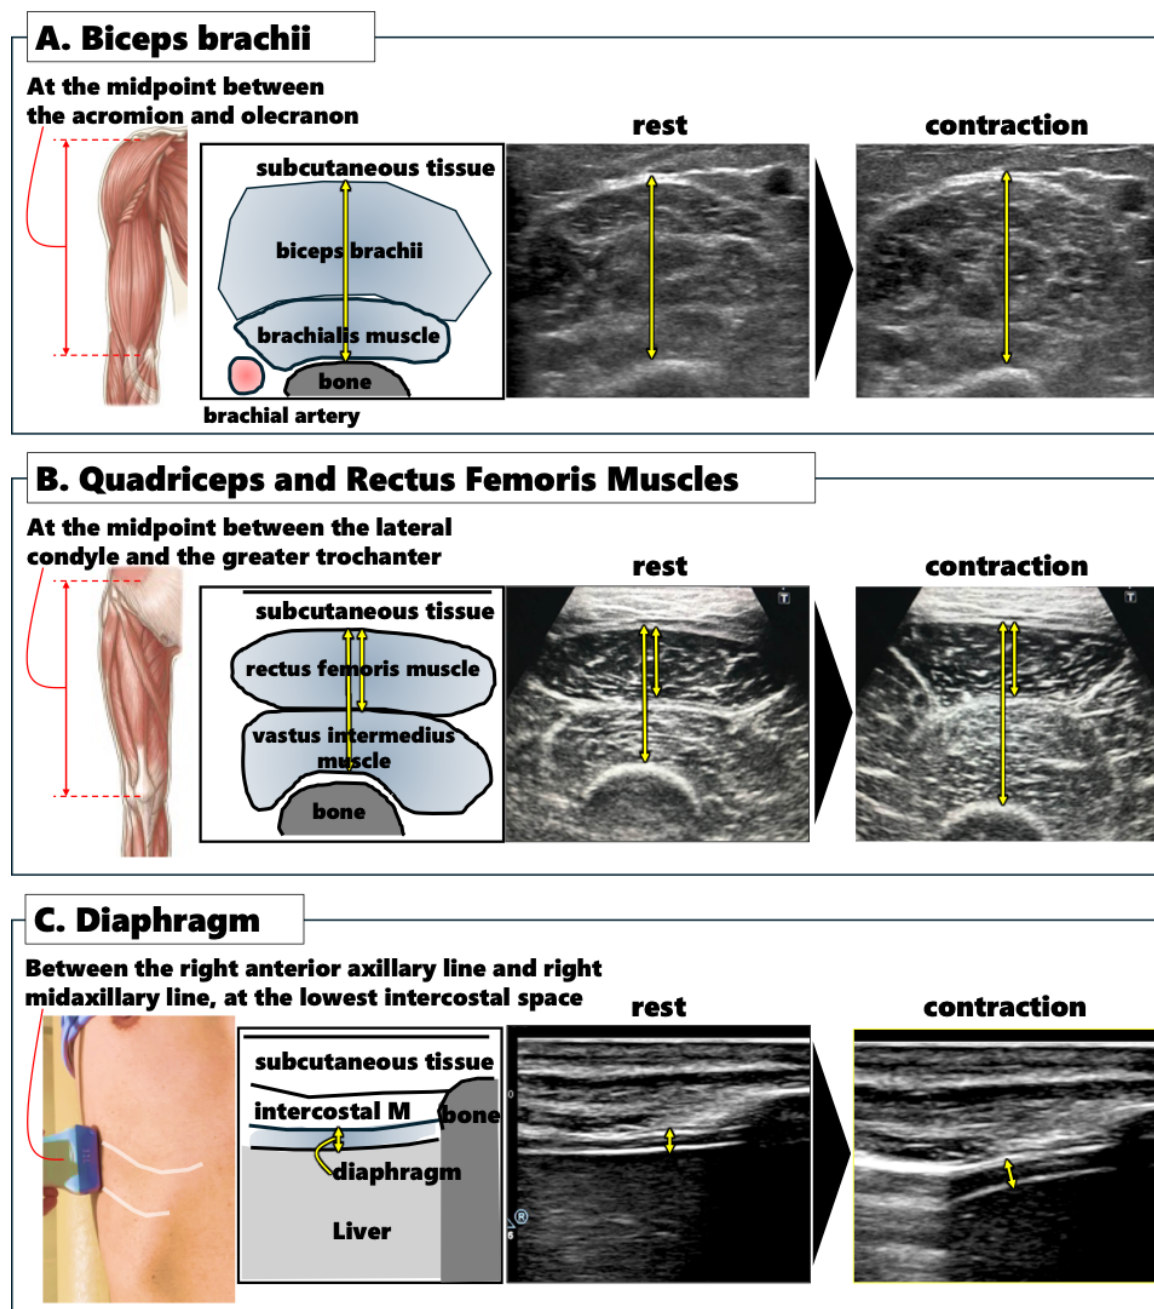 A. Biceps brachii
At the midpoint between
the acromion and olecranon
rest
contraction
subcutaneous tissue
biceps brachii
brachialis muscle
bone
brachial artery
B. Quadriceps and Rectus Femoris Muscles
At the midpoint between the lateral
condyle and the greater trochanter
rest
contraction
subcutaneous tissue
rectus femoris muscle
vastus intermedius
muscle
bone
T
T
C. Diaphragm
Between the right anterior axillary line and right
midaxillary line, at the lowest intercostal space
rest
contraction
subcutaneous tissue
intercostal M
bone
diaphragm
Liver
0
R
6